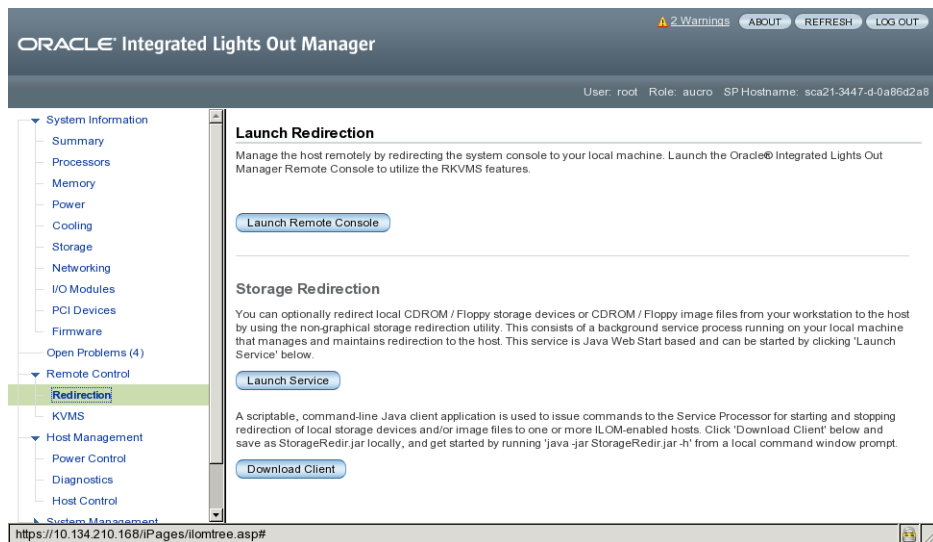 2 Warnings ABOUT REFRESH LOG OUT
ORACLE® Integrated Lights Out Manager
User: root Role: aucro SP Hostname: sca21-3447-d-0a86d2a8
System Information
Summary
Processors
Memory
Power
Cooling
Storage
Networking
I/O Modules
PCI Devices
Firmware
Open Problems (4)
Remote Control
Redirection
KVMS
Host Management
Power Control
Diagnostics
Host Control
System Management
Launch Redirection
Manage the host remotely by redirecting the system console to your local machine. Launch the Oracle® Integrated Lights Out
Manager Remote Console to utilize the RKVMS features.
Launch Remote Console
Storage Redirection
You can optionally redirect local CDROM / Floppy storage devices or CDROM / Floppy image files from your workstation to the host
by using the non-graphical storage redirection utility. This consists of a background service process running on your local machine
that manages and maintains redirection to the host. This service is Java Web Start based and can be started by clicking 'Launch
Service' below.
Launch Service
A scriptable, command-line Java client application is used to issue commands to the Service Processor for starting and stopping
redirection of local storage devices and/or image files to one or more ILOM-enabled hosts. Click 'Download Client' below and
save as StorageRedir.jar locally, and get started by running 'java -jar StorageRedir.jar -h' from a local command window prompt.
Download Client
https://10.134.210.168/iPages/ilomtree.asp#